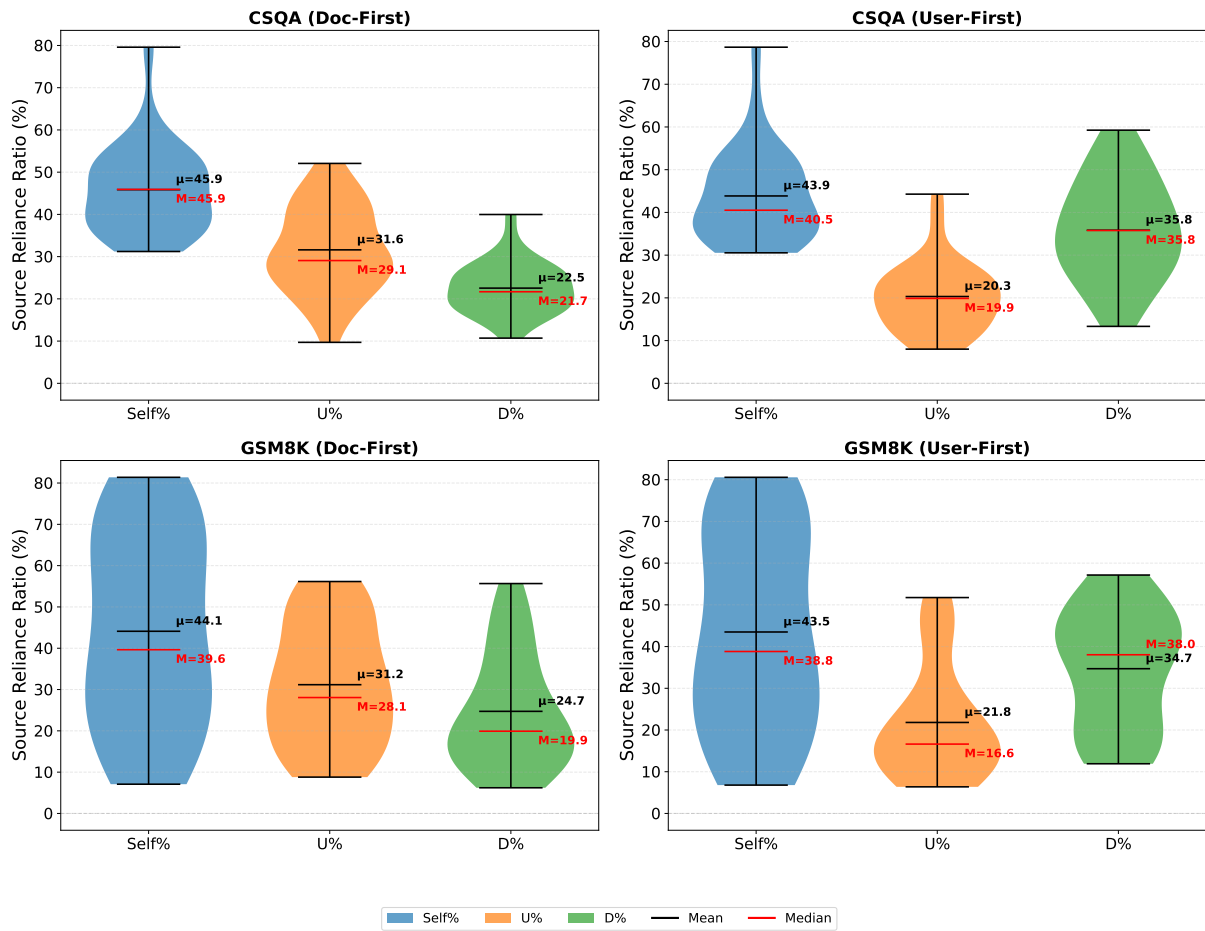 CSQA (Doc-First)
Source Reliance Ratio (%)
80
70
60
50
40
30
20
10
0
μ=45.9
M=45.9
μ=31.6
M=29.1
μ=22.5
M=21.7
Self%
U%
D%
CSQA (User-First)
Source Reliance Ratio (%)
80
70
60
50
40
30
20
10
0
μ=43.9
M=40.5
μ=20.3
M=19.9
μ=35.8
M=35.8
Self%
U%
D%
GSM8K (Doc-First)
Source Reliance Ratio (%)
80
70
60
50
40
30
20
10
0
μ=44.1
M=39.6
μ=31.2
M=28.1
μ=24.7
M=19.9
Self%
U%
D%
GSM8K (User-First)
Source Reliance Ratio (%)
80
70
60
50
40
30
20
10
0
μ=43.5
M=38.8
μ=21.8
M=16.6
M=38.0
μ=34.7
Self%
U%
D%
Self%
U%
D%
Mean
Median